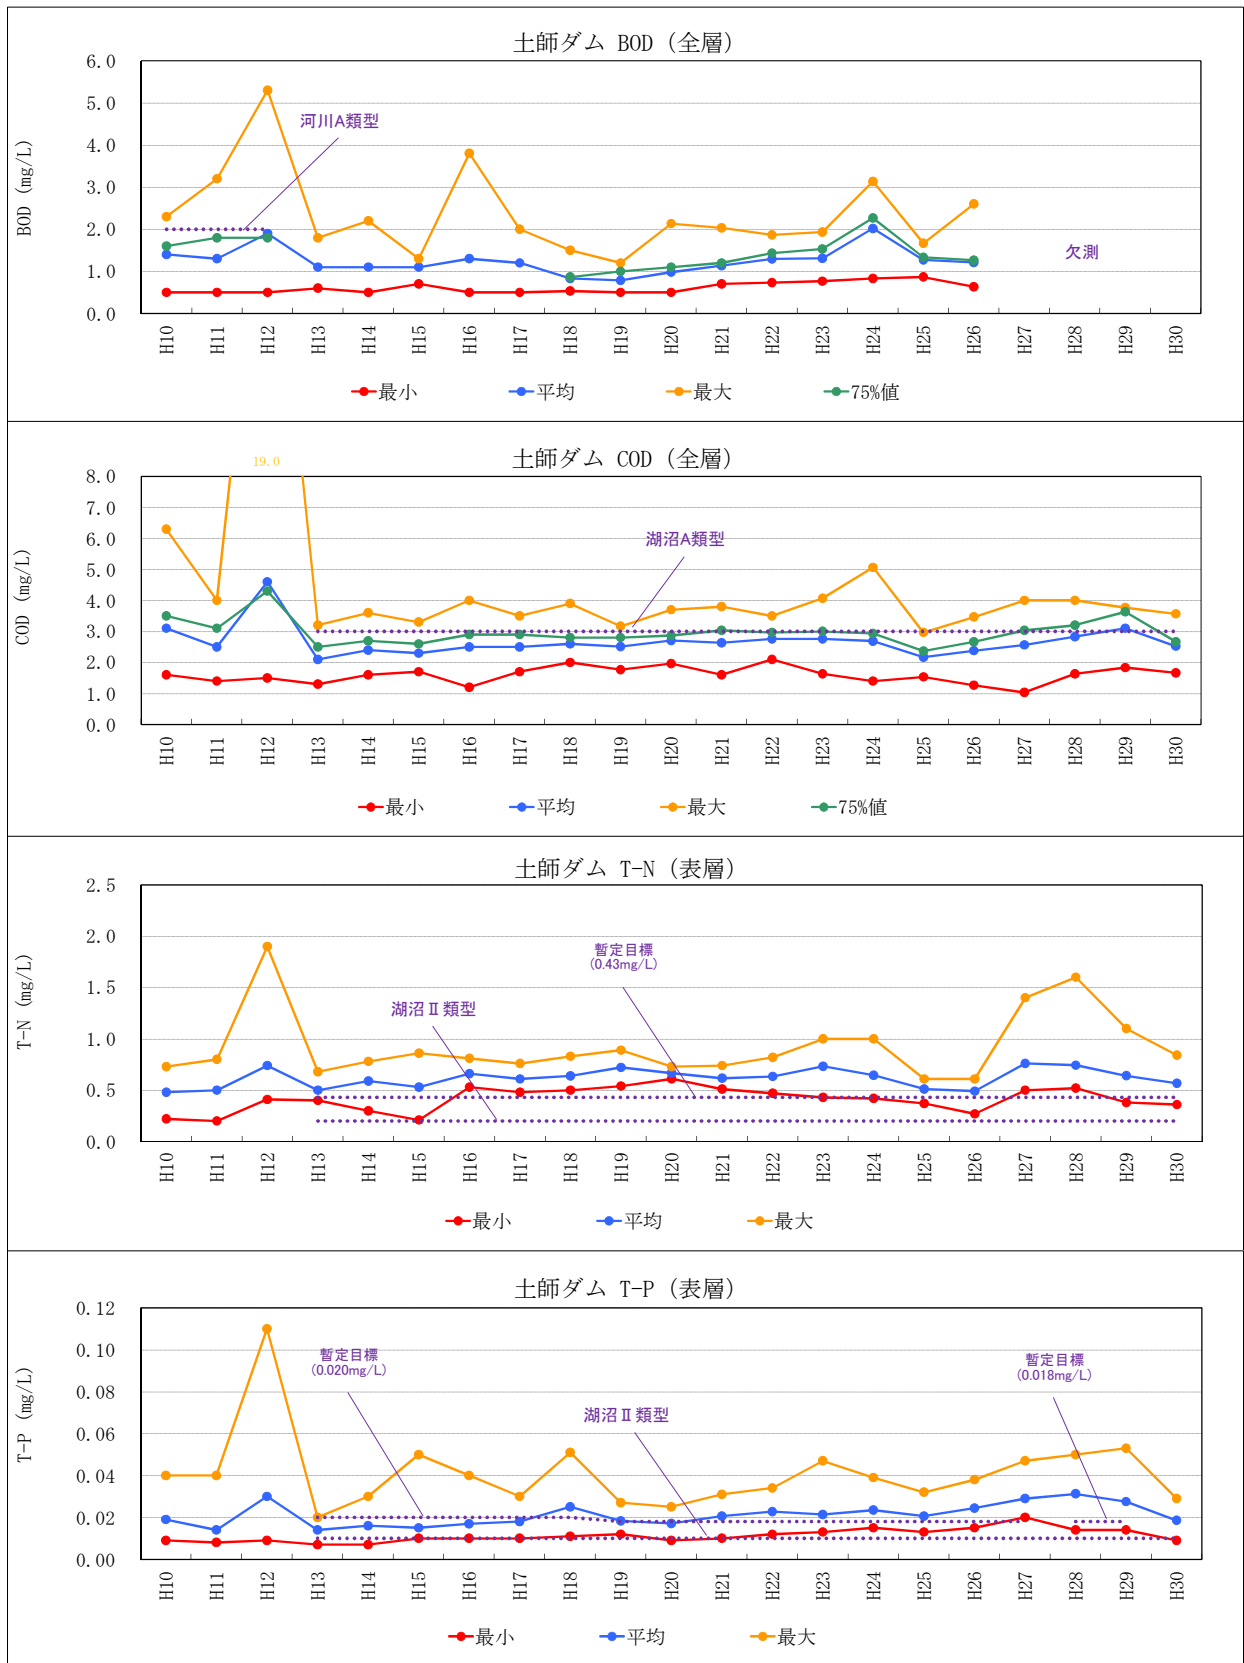 土師ダム BOD (全層)
BOD (mg/L)
6.0
5.0
4.0
3.0
2.0
1.0
0.0
河川A類型
欠測
H10 H11 H12 H13 H14 H15 H16 H17 H18 H19 H20 H21 H22 H23 H24 H25 H26 H27 H28 H29 H30
最小 平均 最大 75%値
土師ダム COD (全層)
COD (mg/L)
19.0
8.0
7.0
6.0
5.0
4.0
3.0
2.0
1.0
0.0
湖沼A類型
H10 H11 H12 H13 H14 H15 H16 H17 H18 H19 H20 H21 H22 H23 H24 H25 H26 H27 H28 H29 H30
最小 平均 最大 75%値
土師ダム T-N (表層)
T-N (mg/L)
2.5
2.0
1.5
1.0
0.5
0.0
暫定目標
(0.43mg/L)
湖沼Ⅱ類型
H10 H11 H12 H13 H14 H15 H16 H17 H18 H19 H20 H21 H22 H23 H24 H25 H26 H27 H28 H29 H30
最小 平均 最大
土師ダム T-P (表層)
T-P (mg/L)
0.12
0.10
0.08
0.06
0.04
0.02
0.00
暫定目標
(0.020mg/L)
湖沼Ⅱ類型
暫定目標
(0.018mg/L)
H10 H11 H12 H13 H14 H15 H16 H17 H18 H19 H20 H21 H22 H23 H24 H25 H26 H27 H28 H29 H30
最小 平均 最大